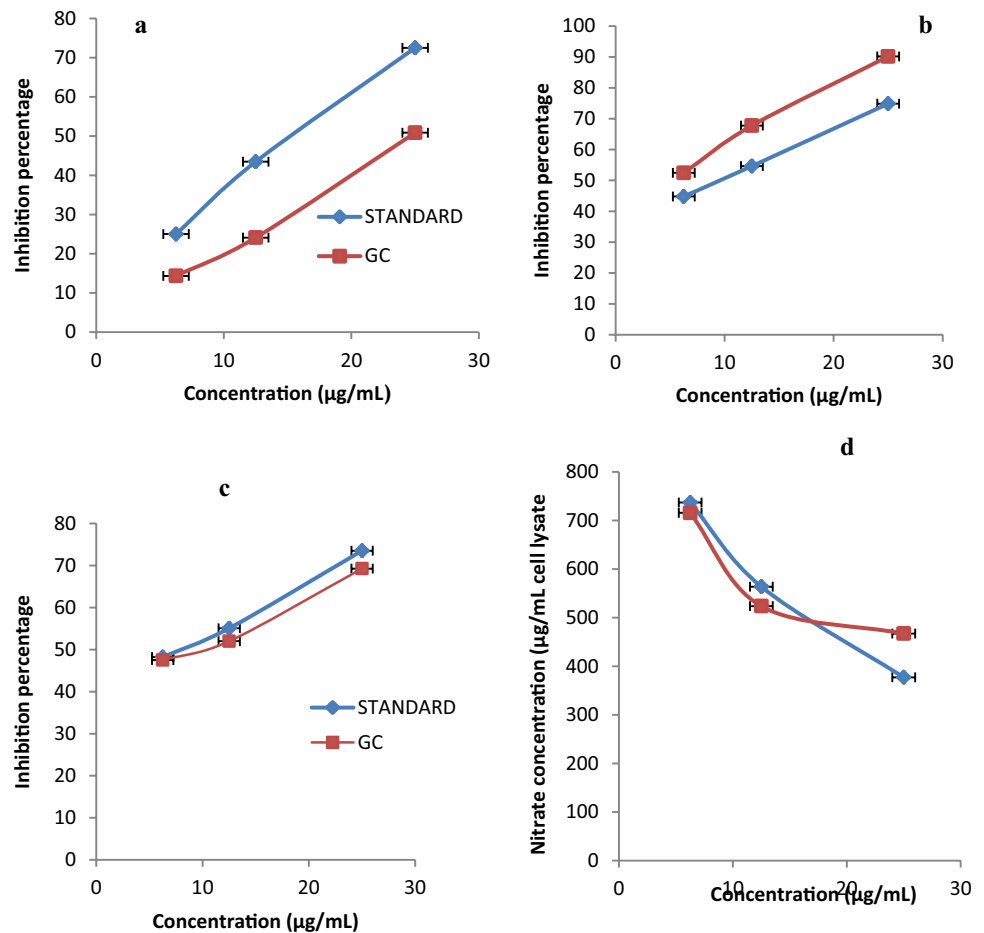 a
80
70
60
50
40
30
20
10
0
Inhibition percentage
STANDARD
GC
0 10 20 30
Concentration (µg/mL)
b
100
90
80
70
60
50
40
30
20
10
0
Inhibition percentage
0 10 20 30
Concentration (µg/mL)
c
80
70
60
50
40
30
20
10
0
Inhibition percentage
STANDARD
GC
0 10 20 30
Concentration (µg/mL)
d
800
700
600
500
400
300
200
100
0
Nitrate concentration (µg/mL cell lysate
0 10 20 30
Concentration (µg/mL)